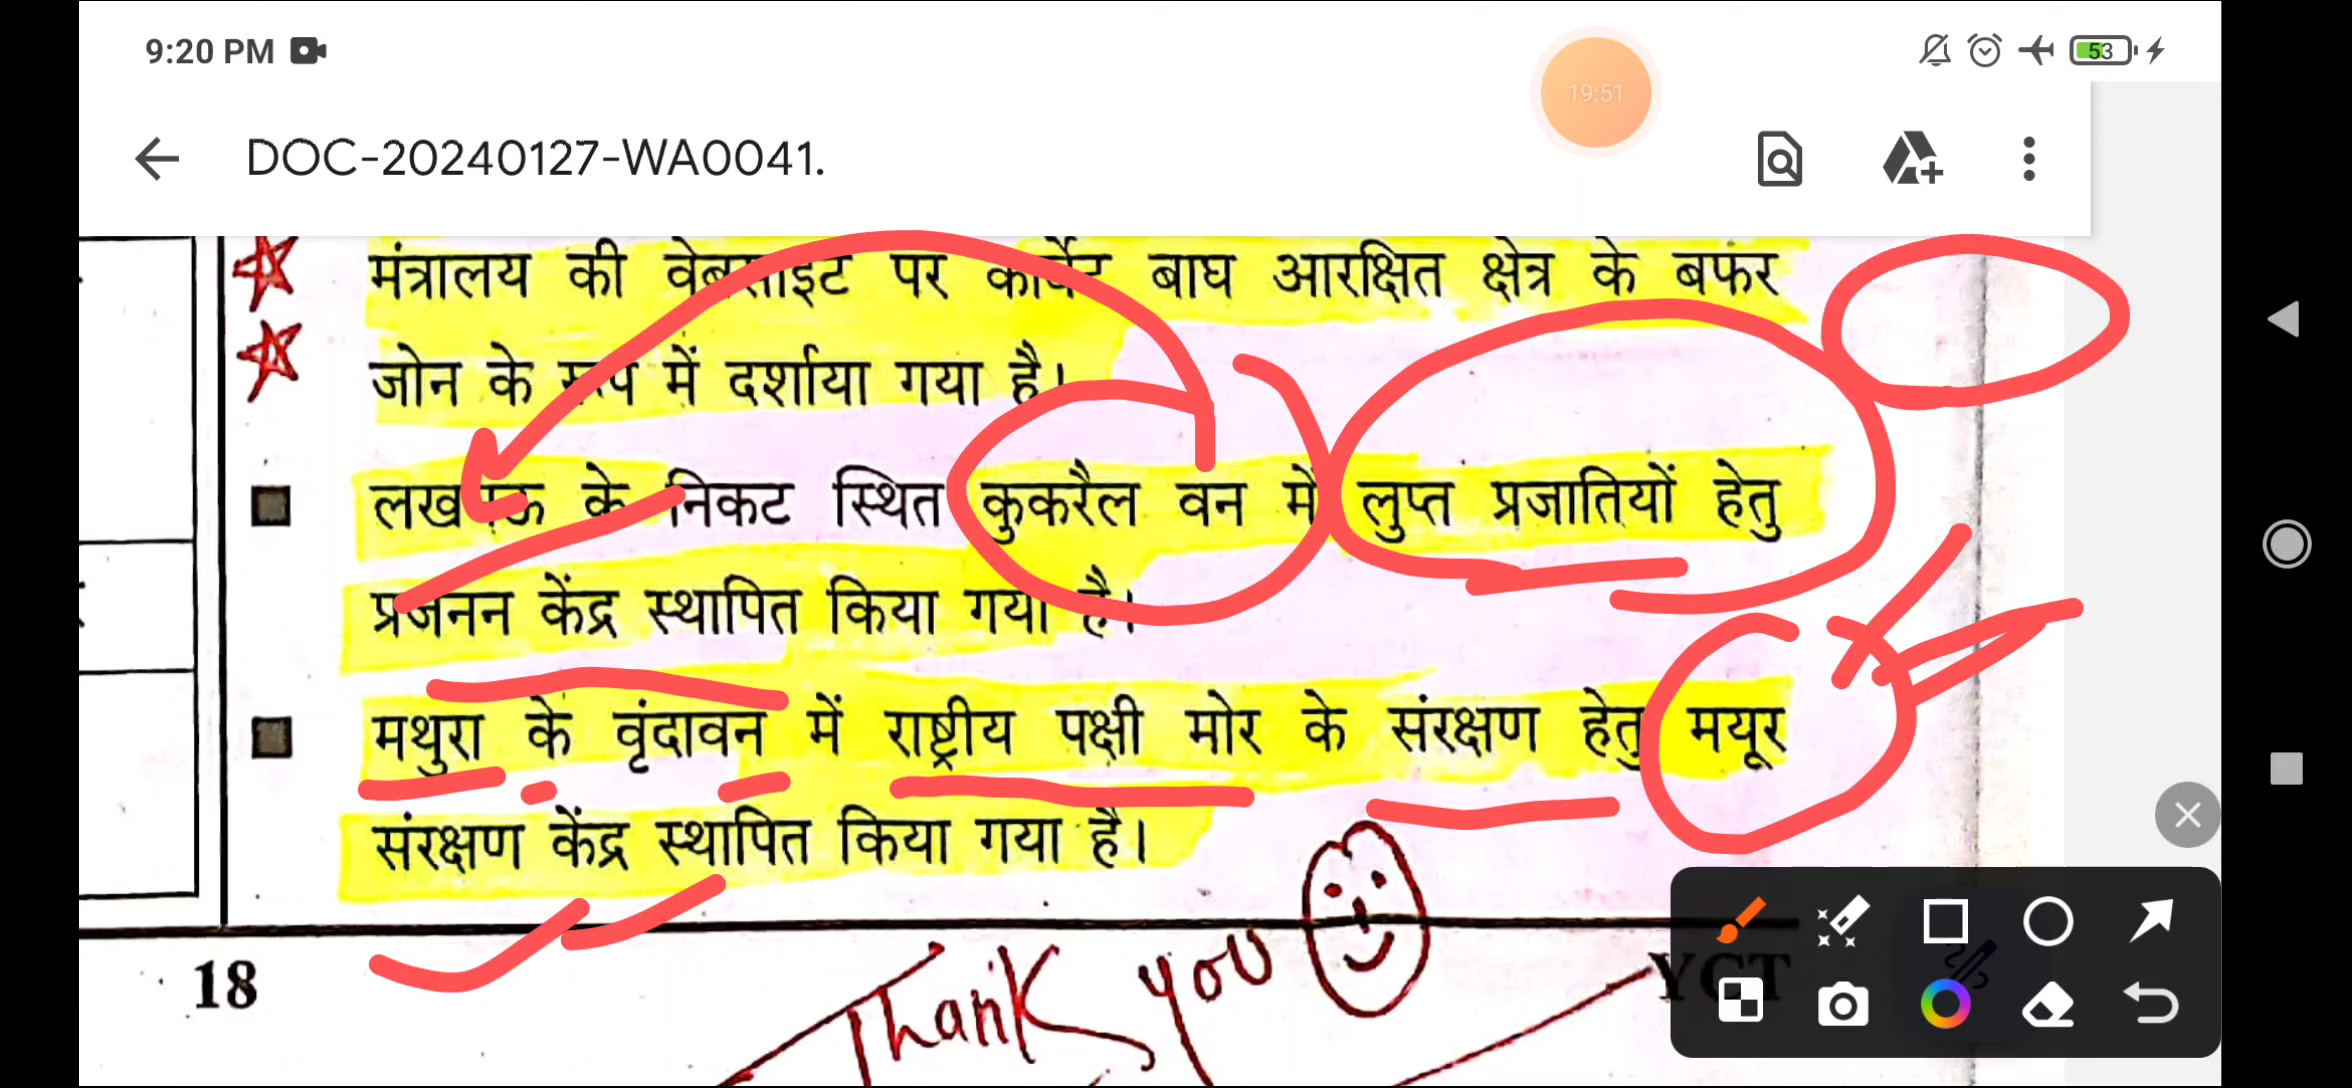 9:20 PM
53
19:51
DOC-20240127-WA0041.
मंत्रालय की वेबसाइट पर कार्बेट बाघ आरक्षित क्षेत्र के बफर
जोन के रूप में दर्शाया गया है।
लखनऊ के निकट स्थित कुकरैल वन में लुप्त प्रजातियों हेतु
प्रजनन केंद्र स्थापित किया गया है।
मथुरा के वृंदावन में राष्ट्रीय पक्षी मोर के संरक्षण हेतु मयूर
संरक्षण केंद्र स्थापित किया गया है।
18
Thank you
YCT